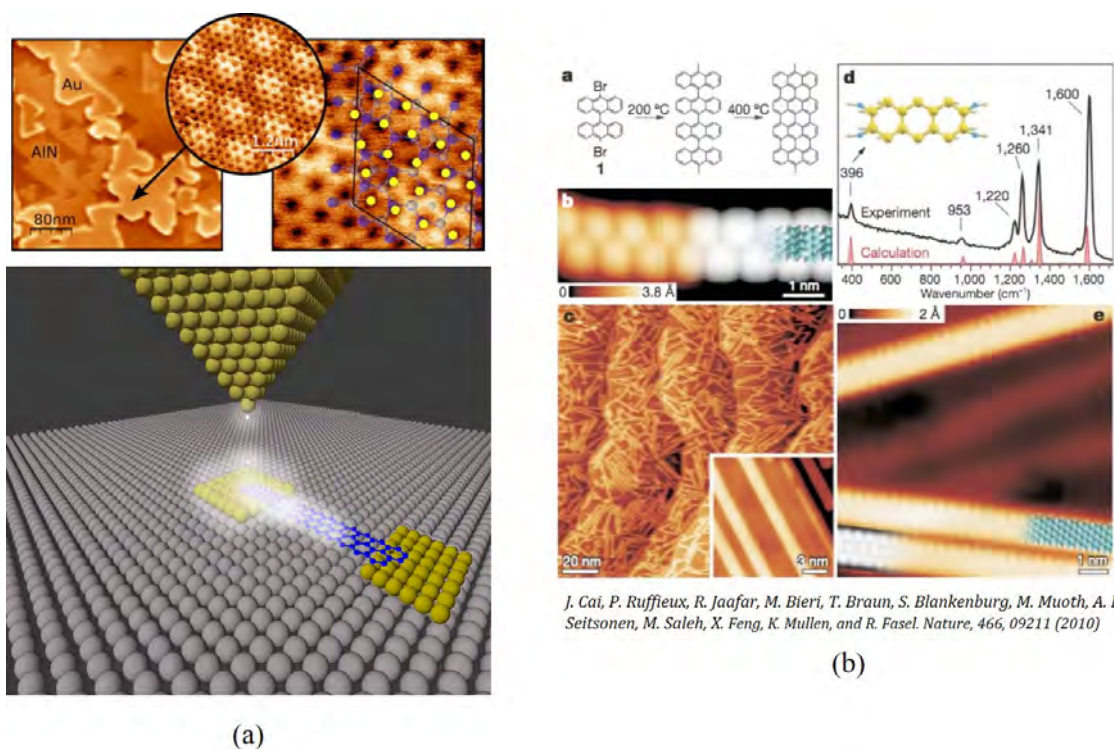 Au
AlN
80nm
1.2nm
a
Br
Br
1
200 ºC
400 ºC
b
0
3.8 Å
1 nm
c
20 nm
3 nm
d
396
953
1,220
1,260
1,341
1,600
Experiment
Calculation
400
600
800
1,000
1,200
1,400
1,600
Wavenumber (cm⁻¹)
0
2 Å
e
1 nm
J. Cai, P. Ruffieux, R. Jaafar, M. Bieri, T. Braun, S. Blankenburg, M. Muoth, A. 
Seitsonen, M. Saleh, X. Feng, K. Mullen, and R. Fasel. Nature, 466, 09211 (2010)
(a)
(b)